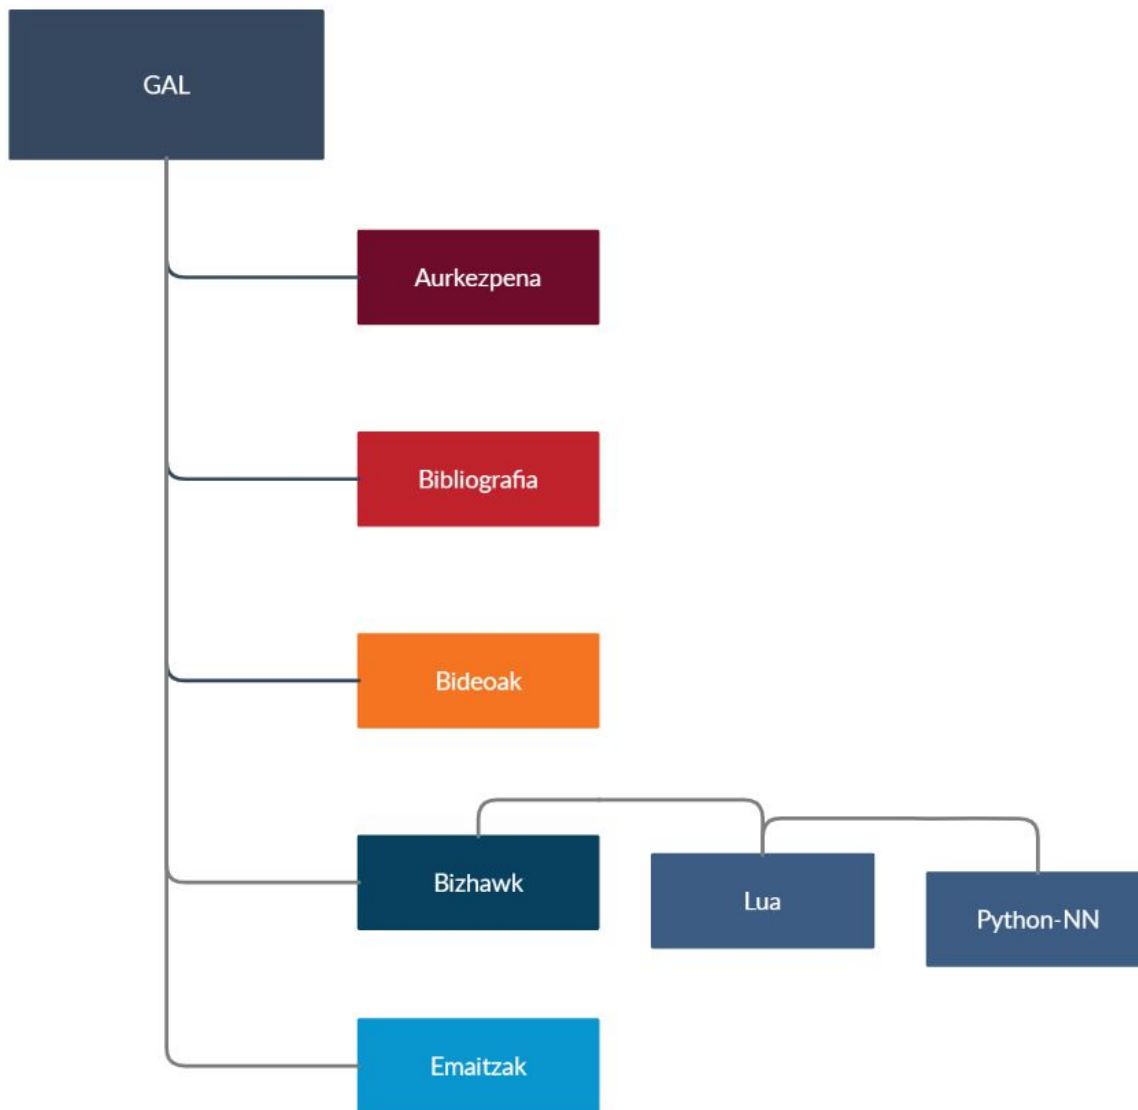 GAL
Aurkezpena
Bibliografia
Bideoak
Bizhawk
Lua
Python-NN
Emaitzak